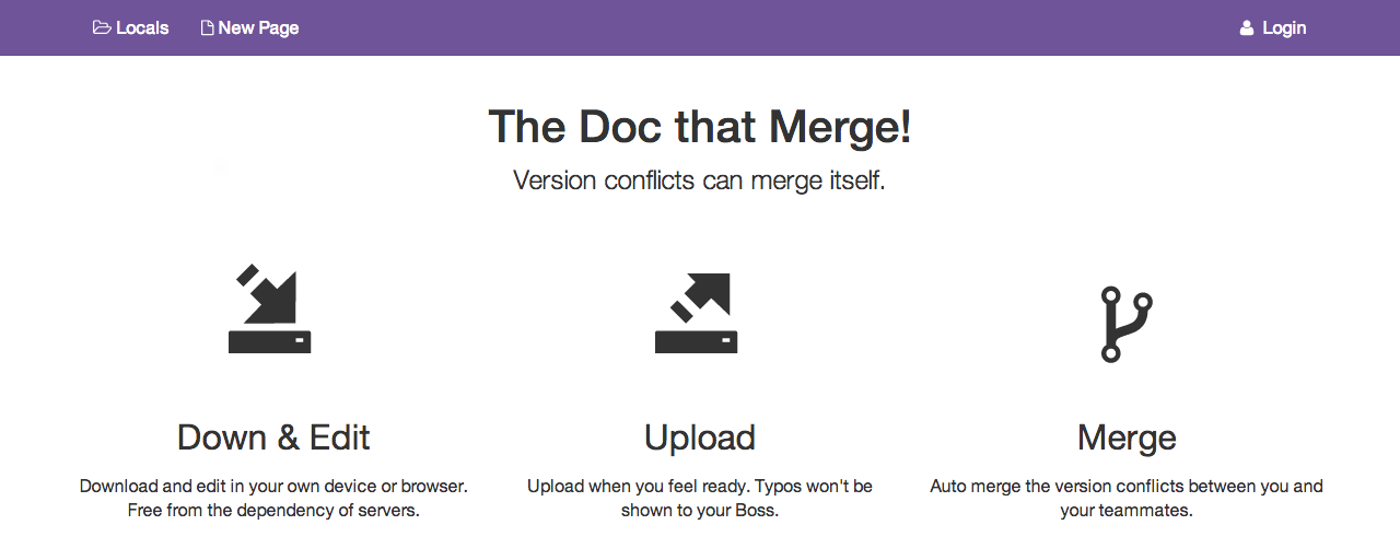 Locals New Page Login
The Doc that Merge!
Version conflicts can merge itself.
Down & Edit
Download and edit in your own device or browser.
Free from the dependency of servers.
Upload
Upload when you feel ready. Typos won't be
shown to your Boss.
Merge
Auto merge the version conflicts between you and
your teammates.